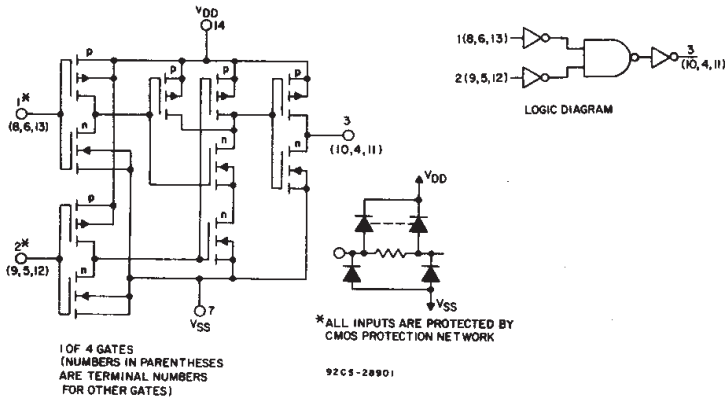 VDD
14
p
p
p
p
1*
(8,6,13)
n
n
n
3
(10,4,11)
p
n
2*
(9,5,12)
n
7
VSS
1 OF 4 GATES
(NUMBERS IN PARENTHESES
ARE TERMINAL NUMBERS
FOR OTHER GATES)
1(8,6,13)
2(9,5,12)
3
(10,4,11)
LOGIC DIAGRAM
VDD
VSS
*ALL INPUTS ARE PROTECTED BY
CMOS PROTECTION NETWORK
92CS-28901